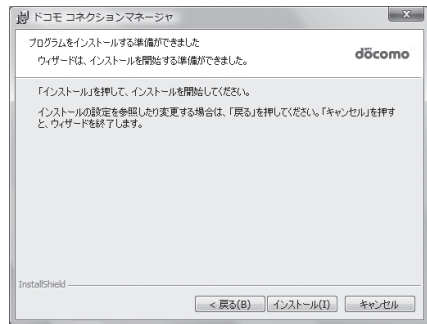 ドコモ コネクションマネージャ
プログラムをインストールする準備ができました
ウィザードは、インストールを開始する準備ができました。
döcomo
「インストール」を押して、インストールを開始してください。
インストールの設定を参照したり変更する場合は、「戻る」を押してください。「キャンセル」を押す
と、ウィザードを終了します。
InstallShield
< 戻る(B)
インストール(I)
キャンセル